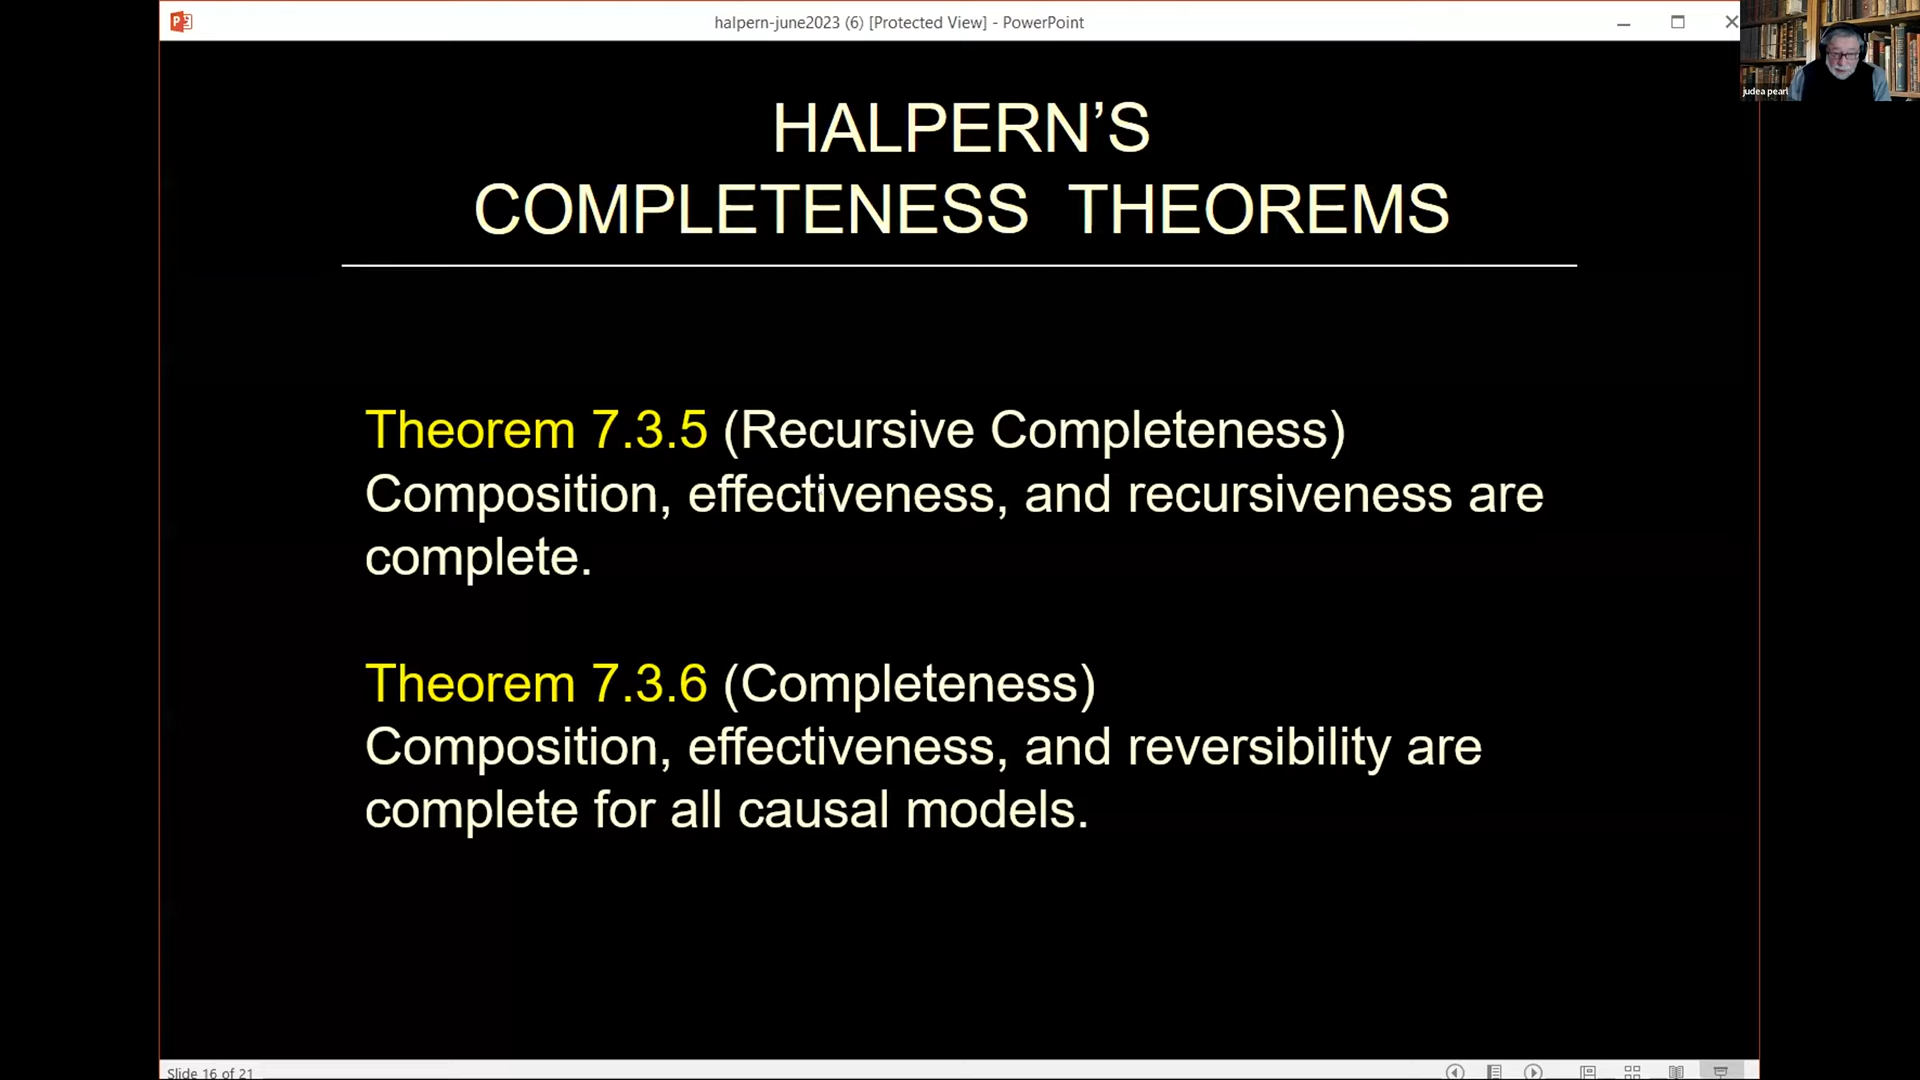 halpern-june2023 (6) [Protected View] - PowerPoint
judea pearl
HALPERN’S
COMPLETENESS THEOREMS
Theorem 7.3.5 (Recursive Completeness)
Composition, effectiveness, and recursiveness are
complete.
Theorem 7.3.6 (Completeness)
Composition, effectiveness, and reversibility are
complete for all causal models.
Slide 16 of 21